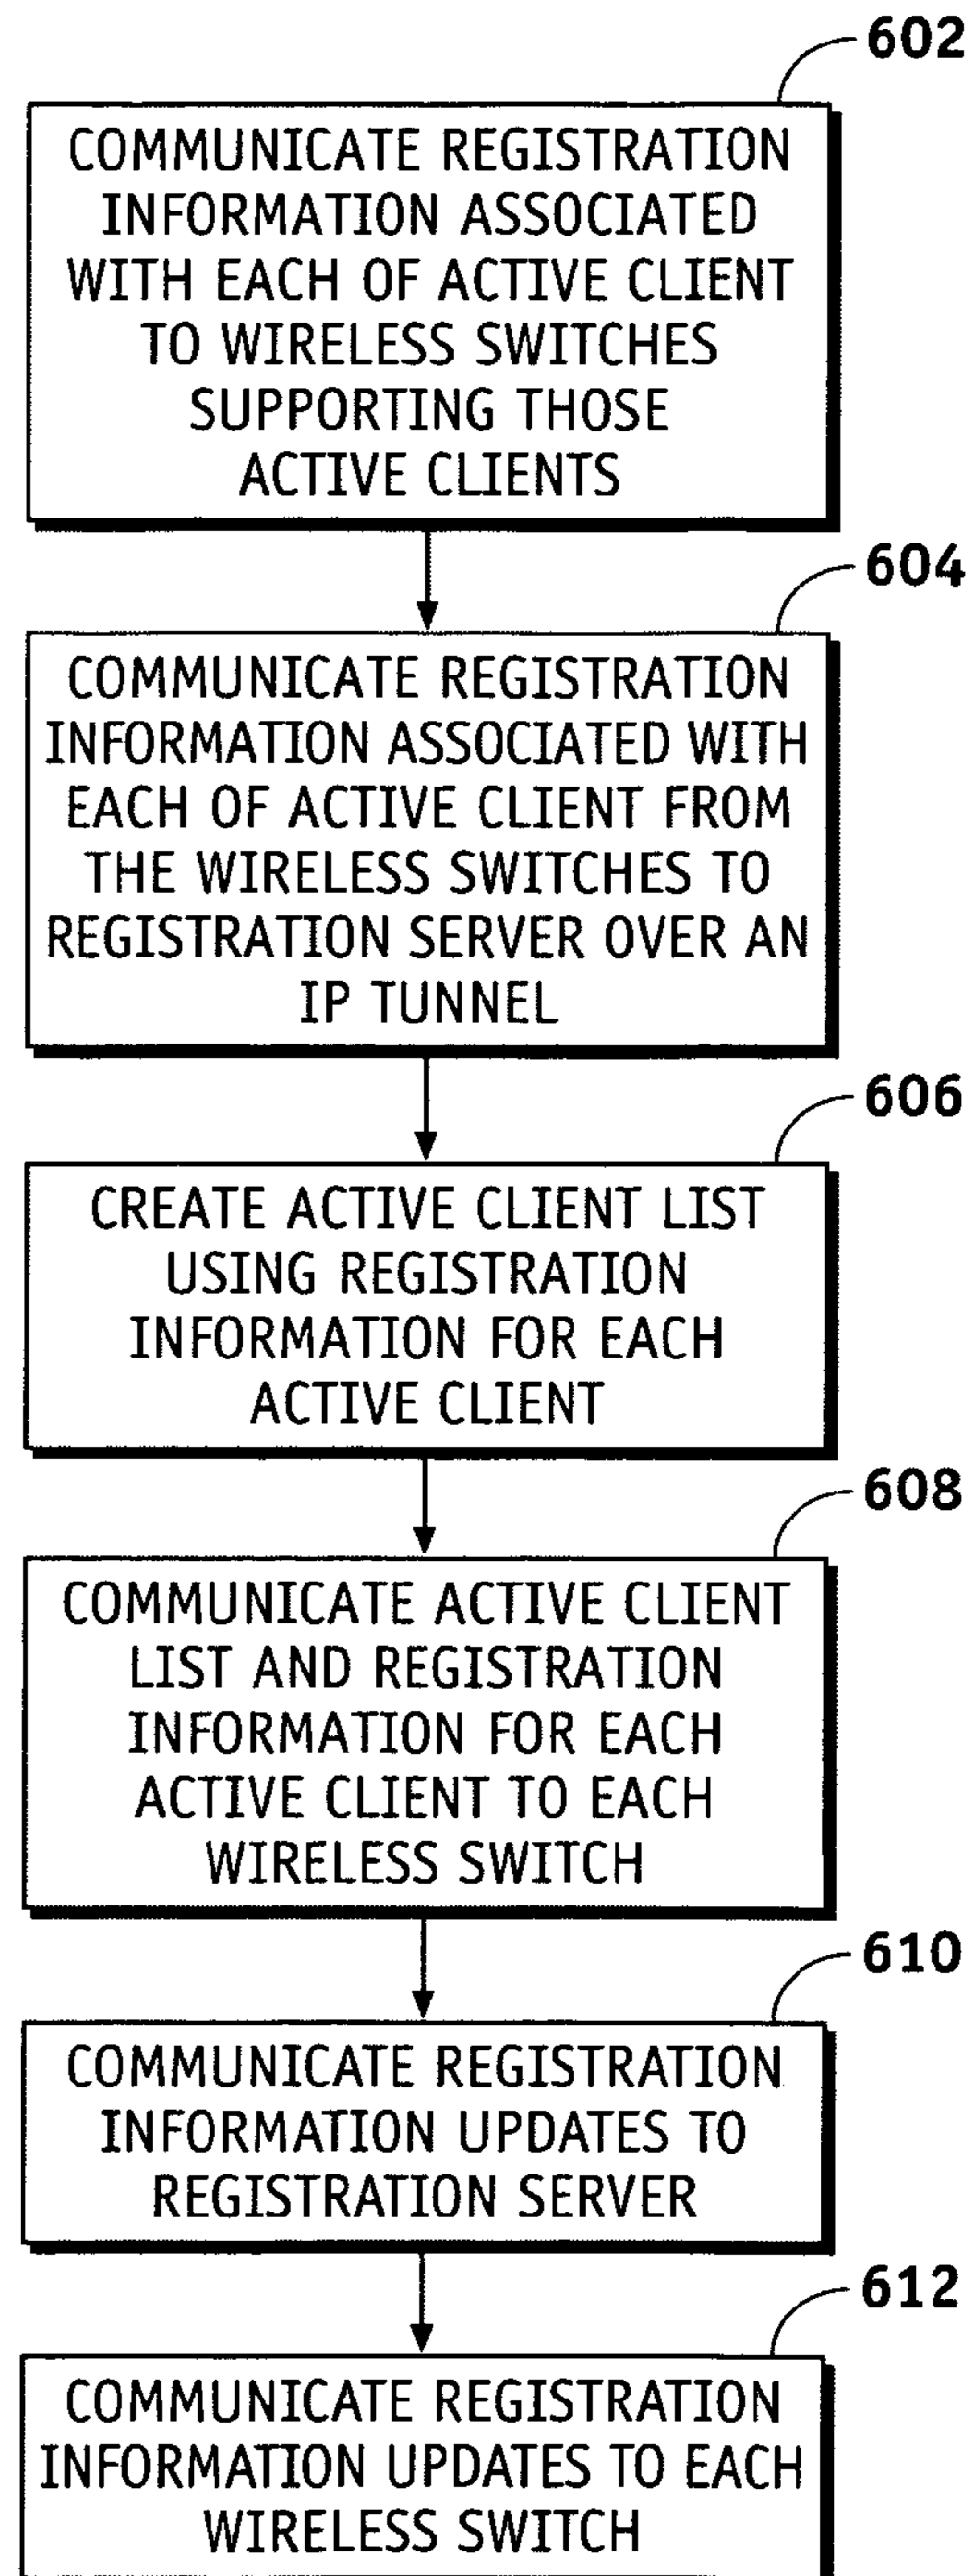 602
COMMUNICATE REGISTRATION
INFORMATION ASSOCIATED
WITH EACH OF ACTIVE CLIENT
TO WIRELESS SWITCHES
SUPPORTING THOSE
ACTIVE CLIENTS
604
COMMUNICATE REGISTRATION
INFORMATION ASSOCIATED WITH
EACH OF ACTIVE CLIENT FROM
THE WIRELESS SWITCHES TO
REGISTRATION SERVER OVER AN
IP TUNNEL
606
CREATE ACTIVE CLIENT LIST
USING REGISTRATION
INFORMATION FOR EACH
ACTIVE CLIENT
608
COMMUNICATE ACTIVE CLIENT
LIST AND REGISTRATION
INFORMATION FOR EACH
ACTIVE CLIENT TO EACH
WIRELESS SWITCH
610
COMMUNICATE REGISTRATION
INFORMATION UPDATES TO
REGISTRATION SERVER
612
COMMUNICATE REGISTRATION
INFORMATION UPDATES TO EACH
WIRELESS SWITCH